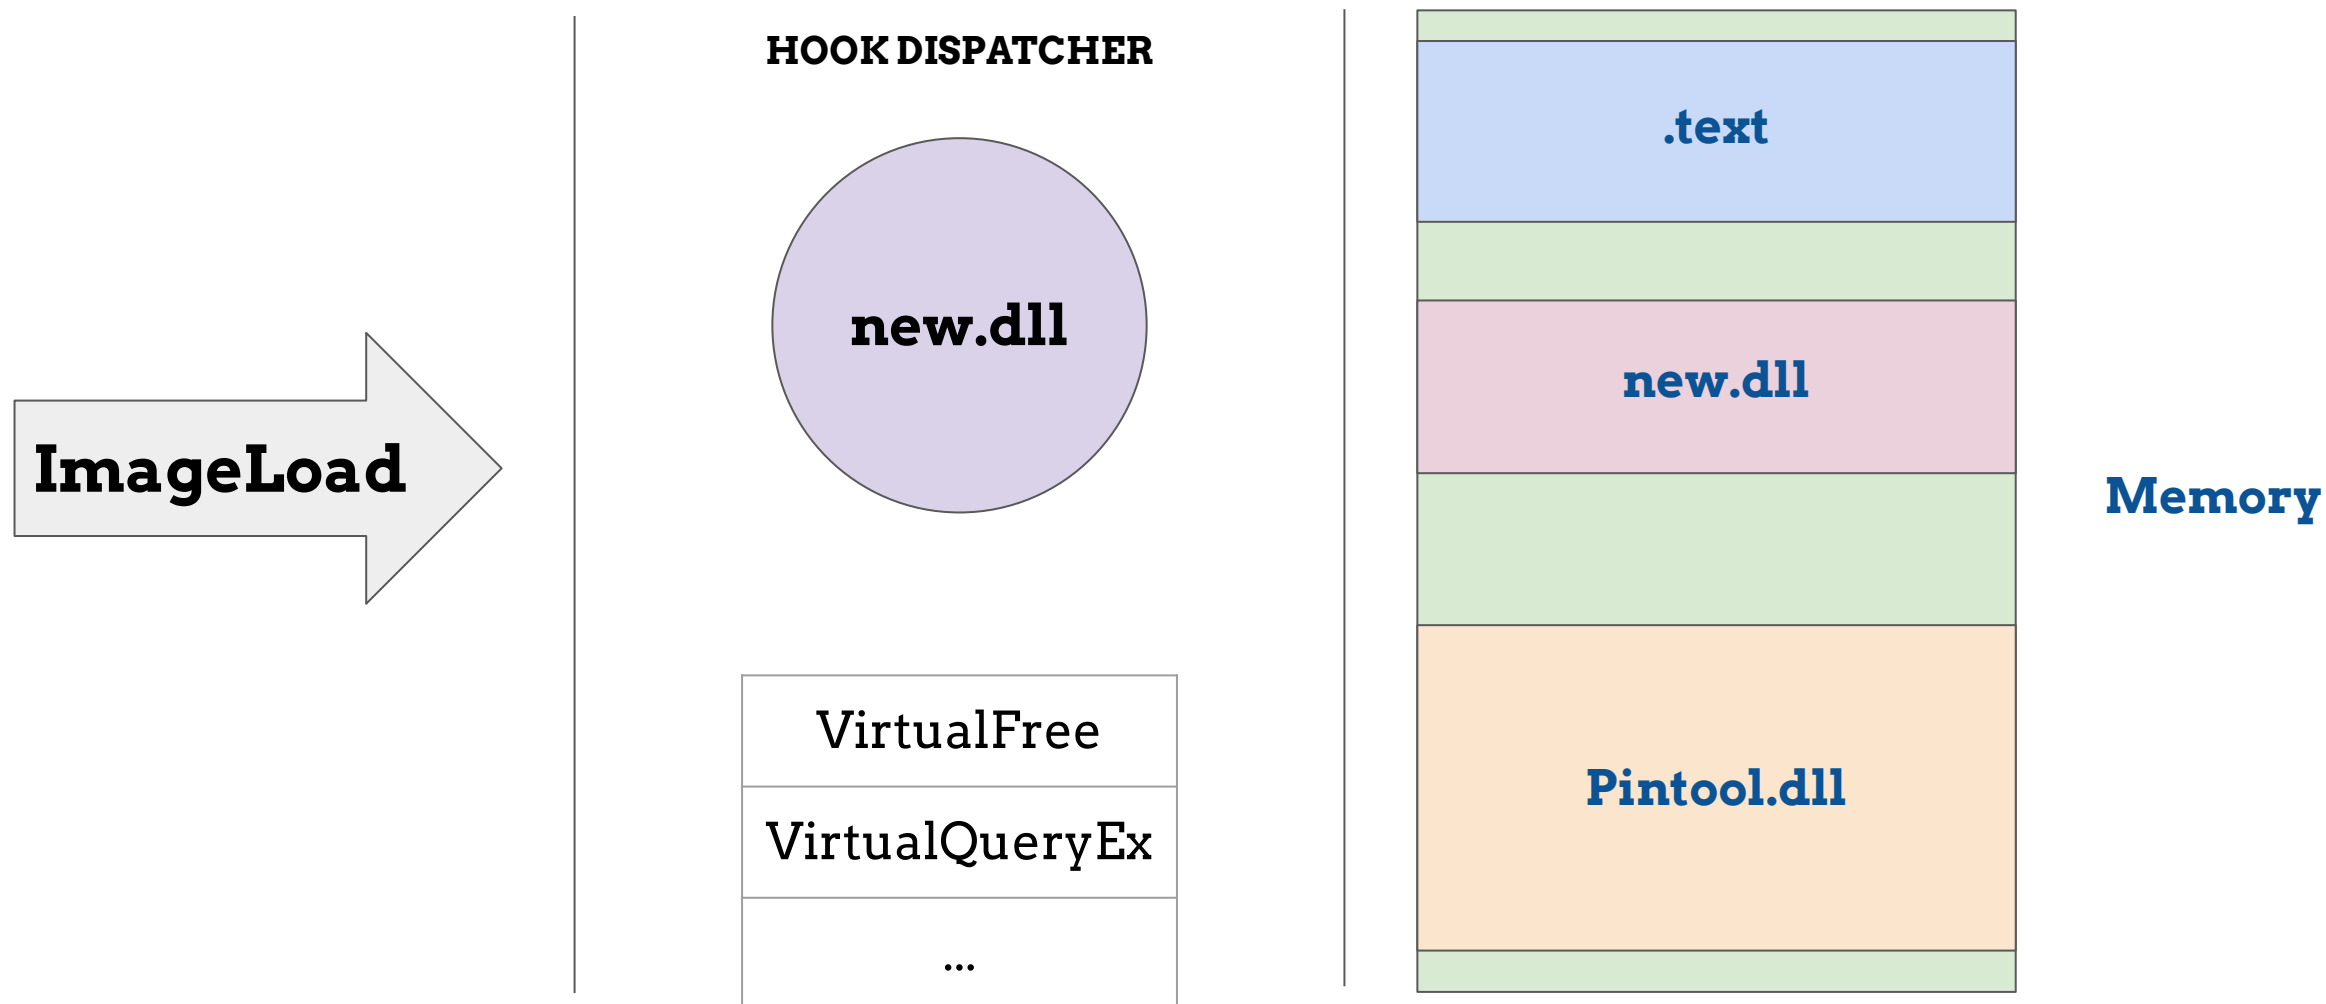 ImageLoad
HOOK DISPATCHER
new.dll
VirtualFree
VirtualQueryEx
...
.text
new.dll
Pintool.dll
Memory